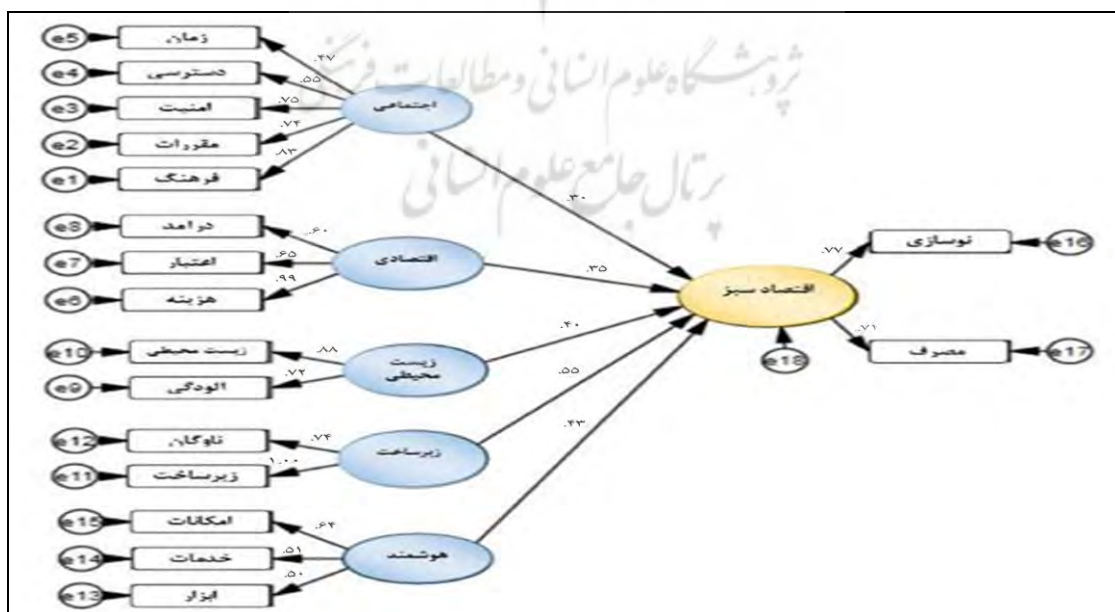 پژوهشگاه علوم انسانی و مطالعات فرهنگی
پرتال جامع علوم انسانی
e5
زمان
.۴۷
e4
دسترسی
.۵۵
e3
امنیت
.۷۵
e2
مقررات
.۷۴
e1
فرهنگ
.۸۳
اجتماعی
.۳۰
e8
درامد
.۶۰
e7
اعتبار
.۶۵
e6
هزینه
.۹۹
اقتصادی
.۳۵
e10
زیست محیطی
.۸۸
e9
الودگی
.۷۲
زیست
محیطی
.۴۰
e12
ناوگان
.۷۴
e11
زیرساخت
۱.۰۰
زیرساخت
.۵۵
e15
امکانات
.۶۴
e14
خدمات
.۵۱
e13
ابزار
.۵۰
هوشمند
.۴۳
اقتصاد سبز
e18
.۷۷
نوسازی
e16
.۷۱
مصرف
e17